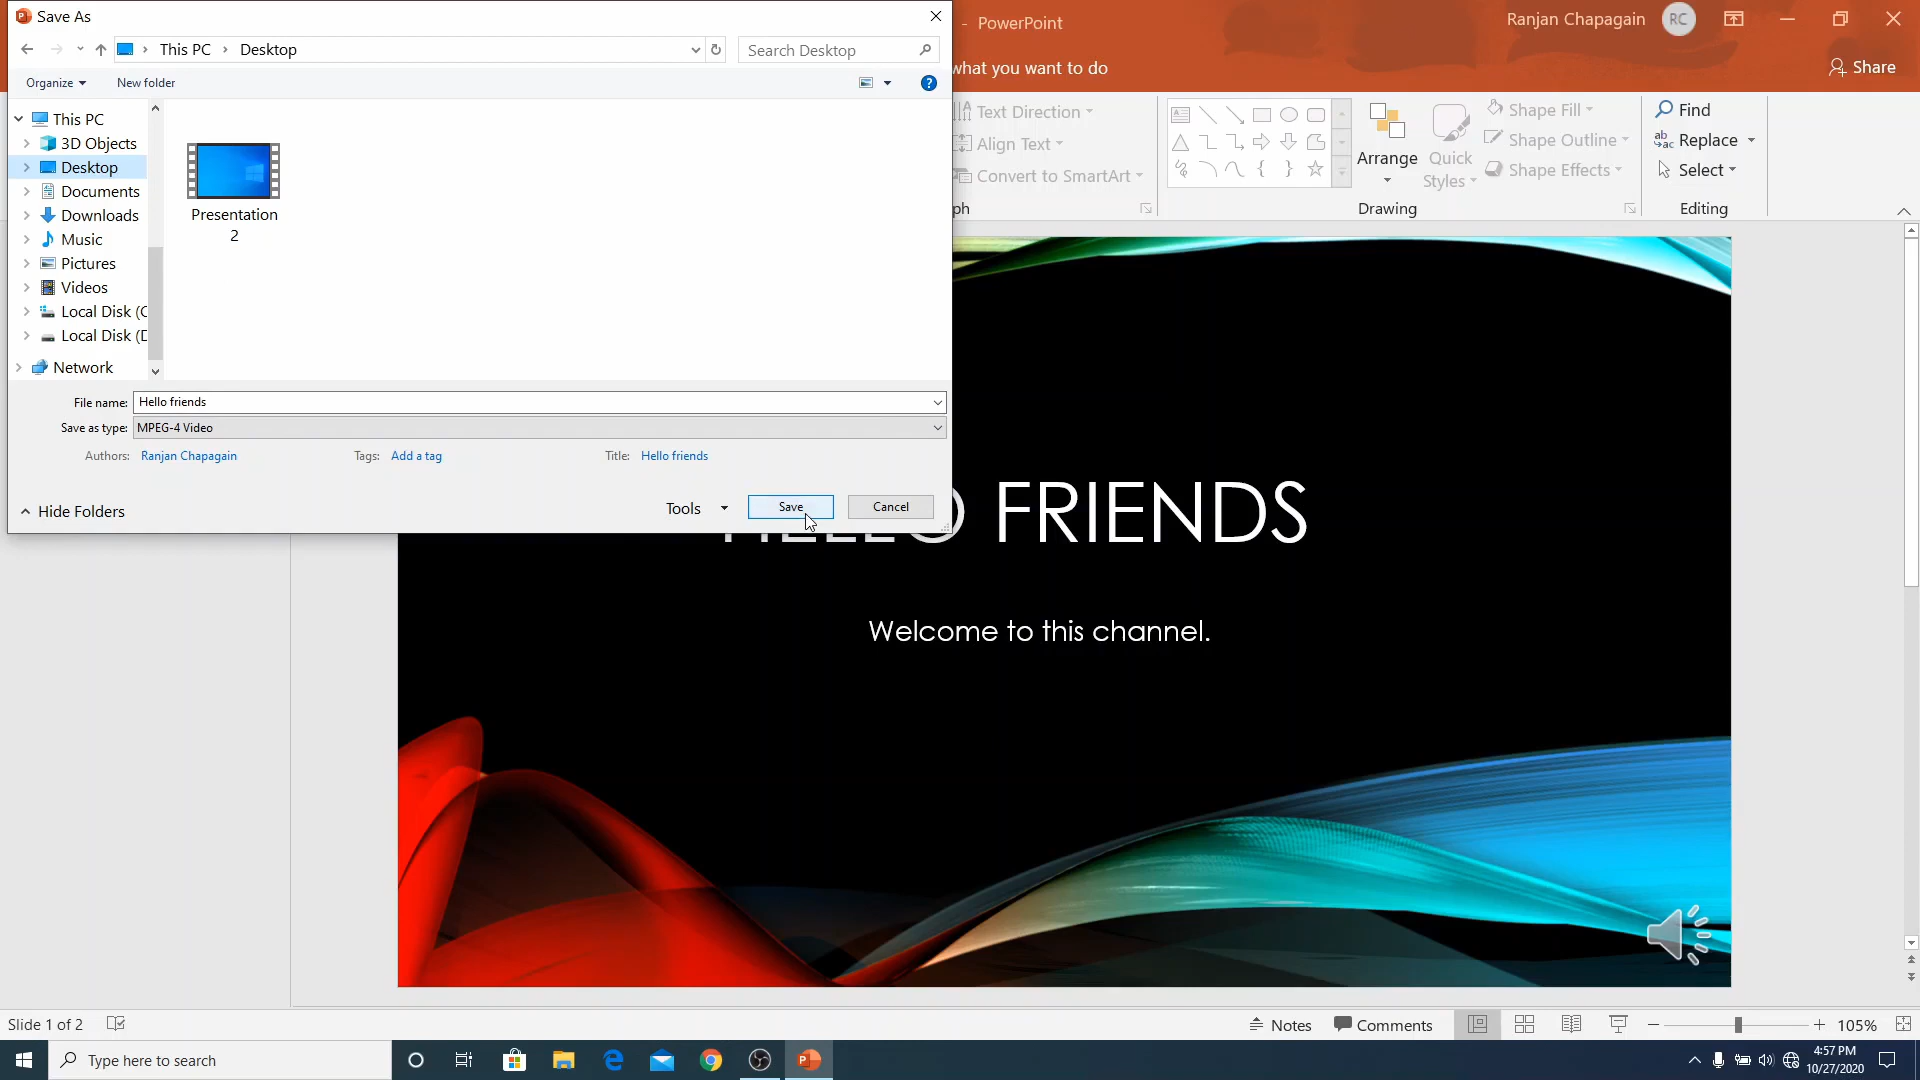 Save As
This PC
Desktop
Search Desktop
Organize
New folder
This PC
3D Objects
Desktop
Documents
Downloads
Music
Pictures
Videos
Local Disk (C
Local Disk (D
Network
Presentation
2
File name: Hello friends
Save as type: MPEG-4 Video
Authors: Ranjan Chapagain
Tags: Add a tag
Title: Hello friends
Hide Folders
Tools
Save
Cancel
- PowerPoint
Ranjan Chapagain
RC
what you want to do
Share
Text Direction
Align Text
Convert to SmartArt
ph
Arrange
Quick
Styles
Shape Fill
Shape Outline
Shape Effects
Drawing
Find
Replace
Select
Editing
HELLO FRIENDS
Welcome to this channel.
Slide 1 of 2
Notes
Comments
105%
Type here to search
4:57 PM
10/27/2020